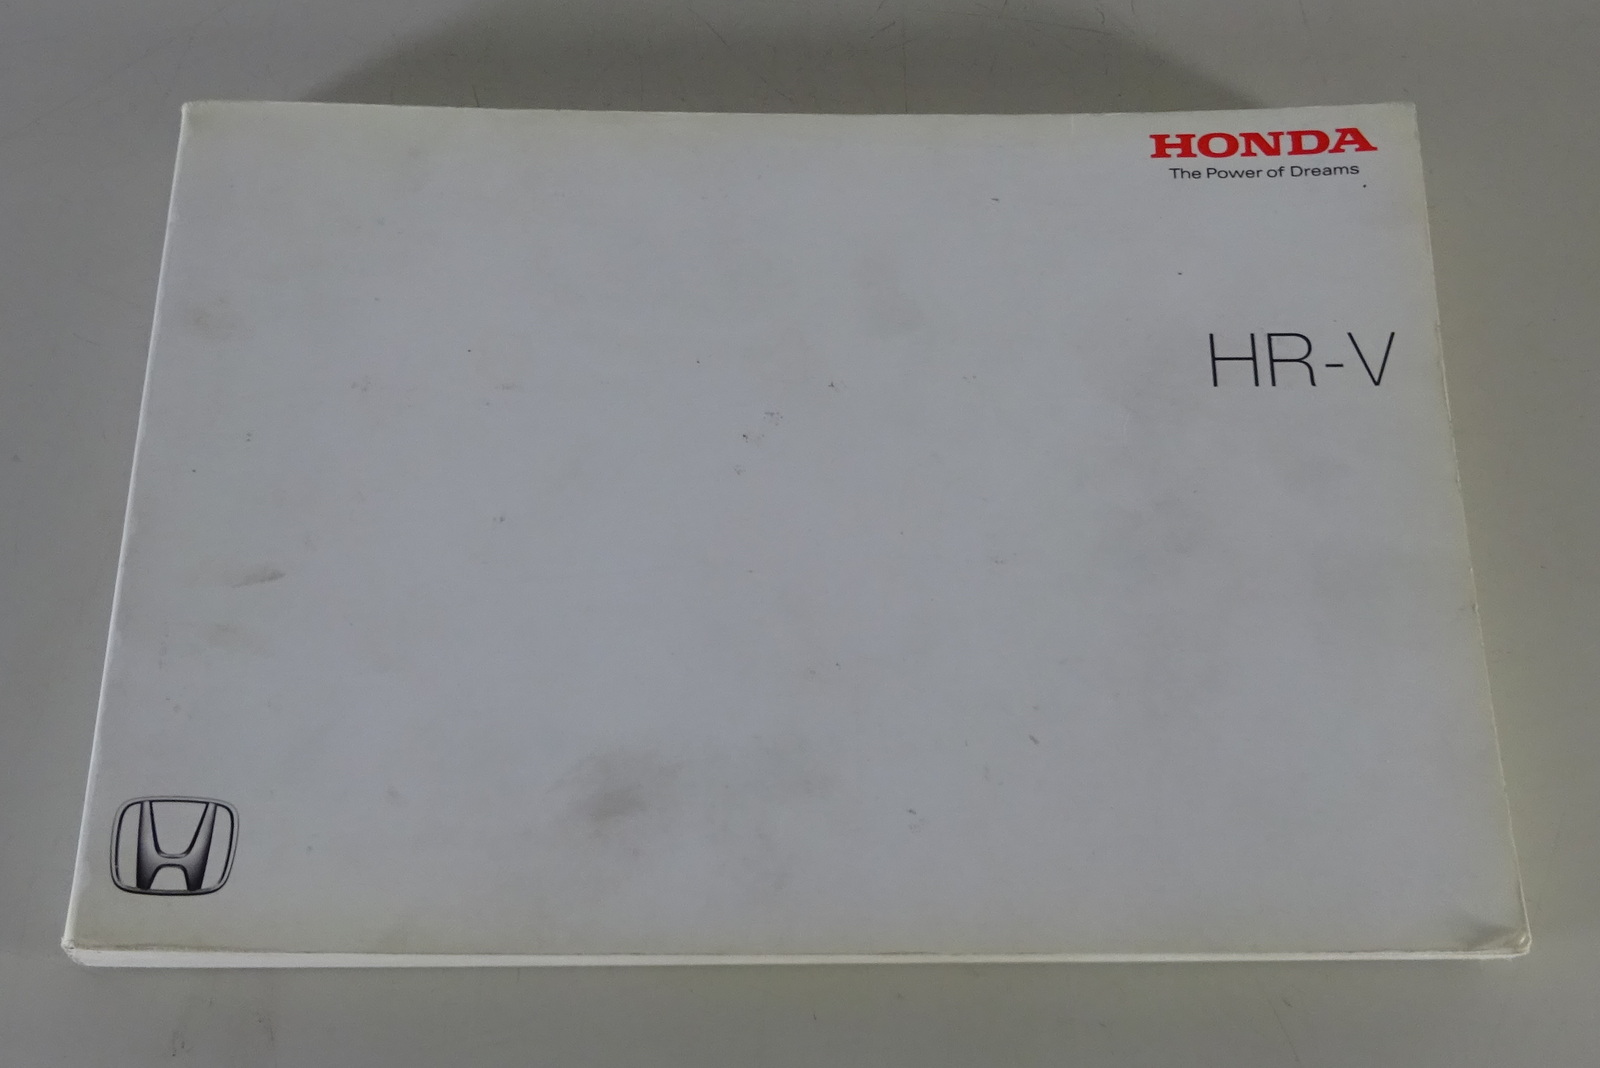 HONDA
The Power of Dreams
HR-V